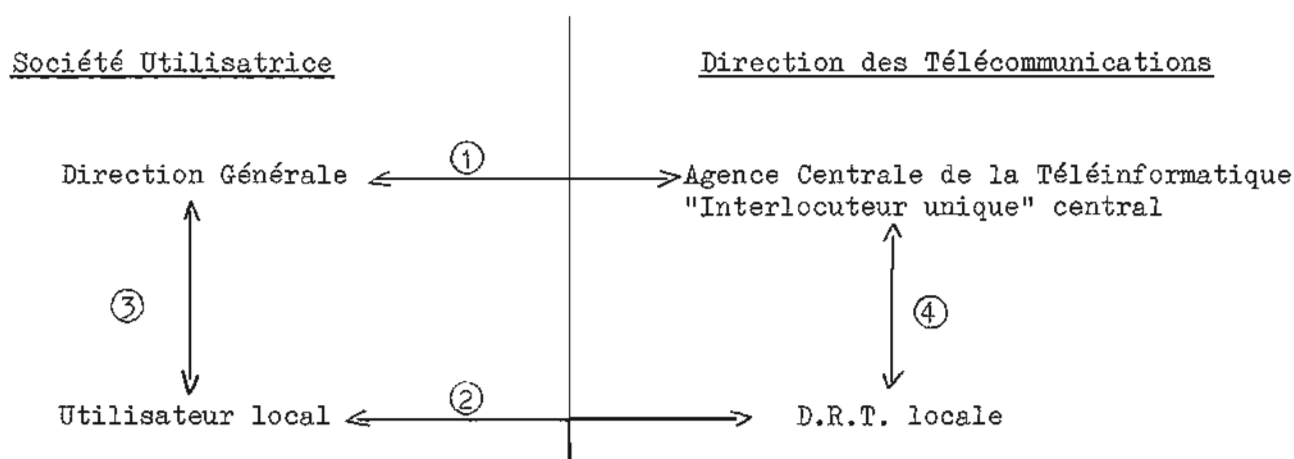 Société Utilisatrice
Direction des Télécommunications
①
Direction Générale
Agence Centrale de la Téléinformatique
"Interlocuteur unique" central
③
④
②
Utilisateur local
D.R.T. locale